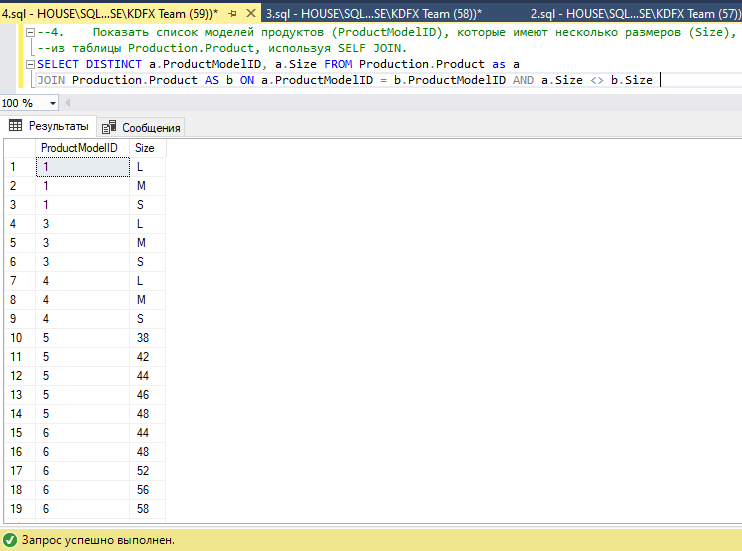 4.sql - HOUSE\SQL...SE\KDFX Team (59))* 3.sql - HOUSE\SQL...SE\KDFX Team (58))* 2.sql - HOUSE\SQL...SE\KDFX Team (57))
--4. Показать список моделей продуктов (ProductModelID), которые имеют несколько размеров (Size),
--из таблицы Production.Product, используя SELF JOIN.
SELECT DISTINCT a.ProductModelID, a.Size FROM Production.Product as a
JOIN Production.Product AS b ON a.ProductModelID = b.ProductModelID AND a.Size <> b.Size
100 %
Результаты Сообщения
ProductModelID Size
1 1 L
2 1 M
3 1 S
4 3 L
5 3 M
6 3 S
7 4 L
8 4 M
9 4 S
10 5 38
11 5 42
12 5 44
13 5 46
14 5 48
15 6 44
16 6 48
17 6 52
18 6 56
19 6 58
Запрос успешно выполнен.